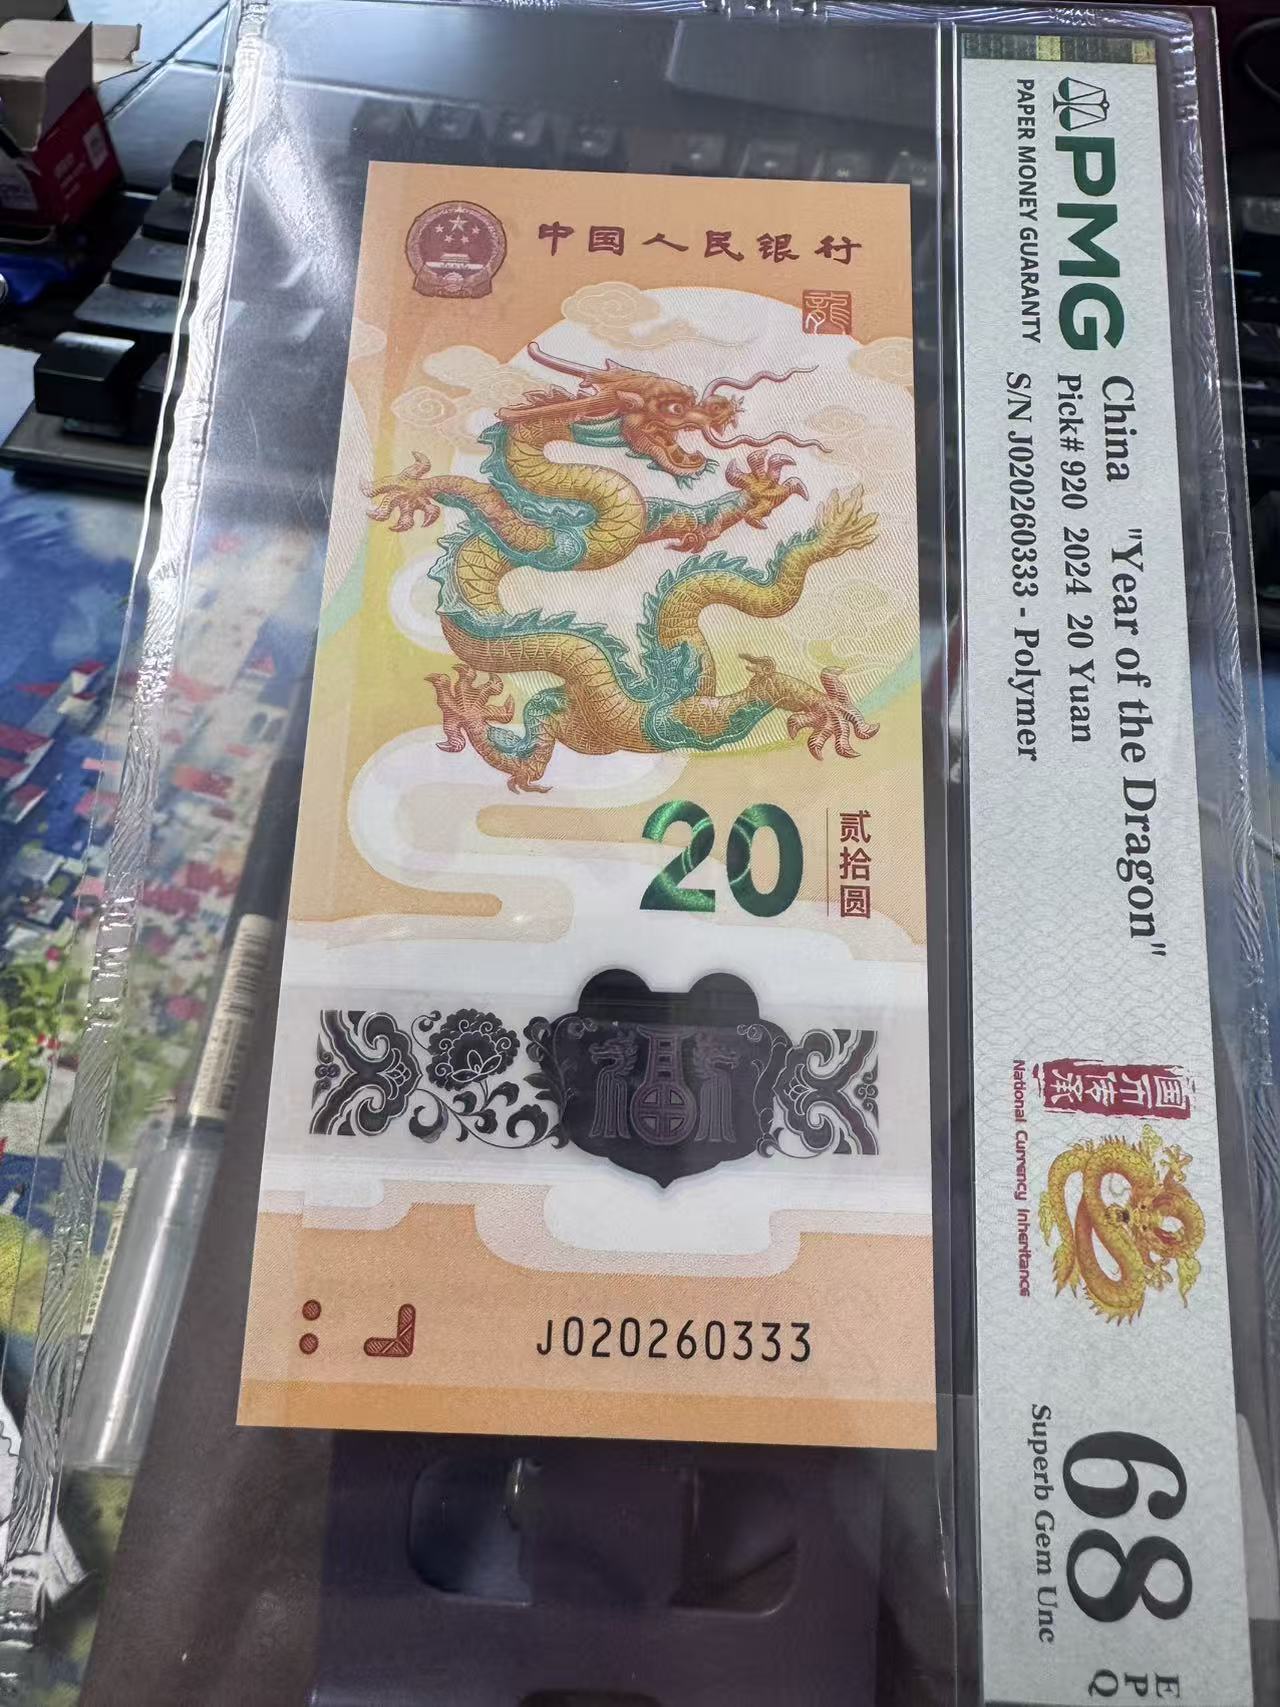 中国人民银行
龍
20
贰拾圆
J020260333
PMG
PAPER MONEY GUARANTY
China "Year of the Dragon"
Pick# 920 2024 20 Yuan
S/N J020260333 - Polymer
国币传承
National Currency Inheritance
68
EPQ
Superb Gem Unc